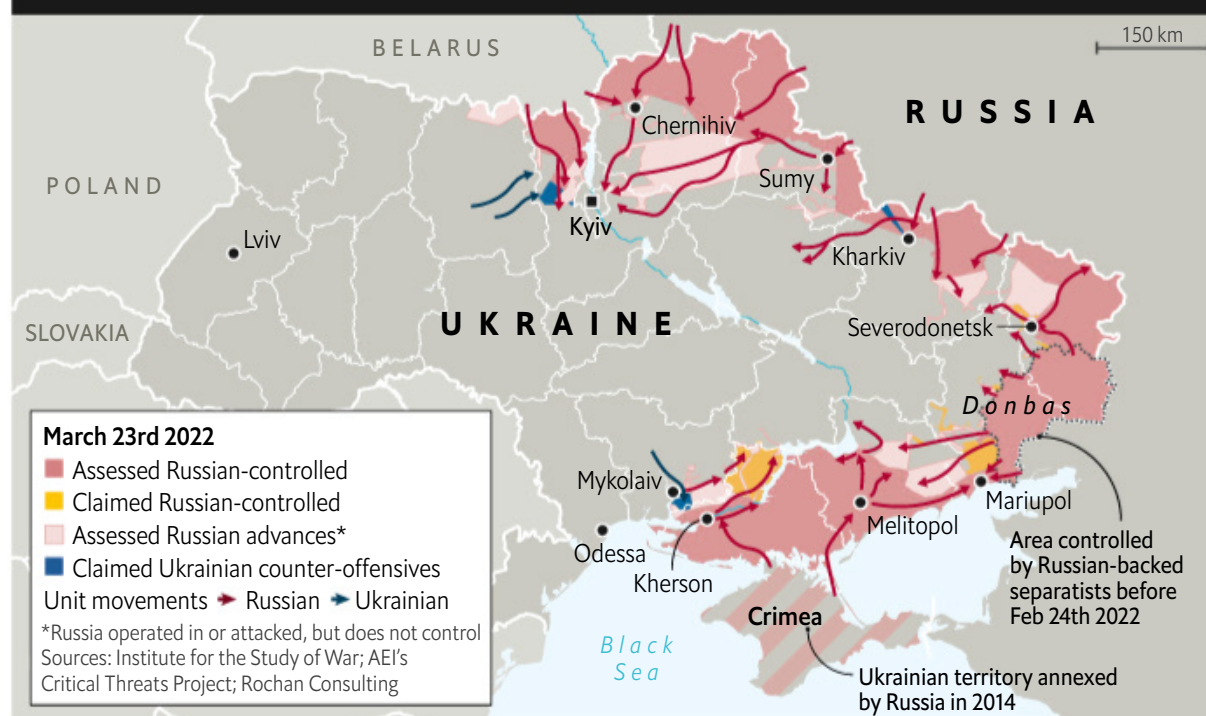 BELARUS
150 km
RUSSIA
Chernihiv
POLAND
Sumy
Kyiv
Lviv
Kharkiv
UKRAINE
SLOVAKIA
Severodonetsk
Donbas
March 23rd 2022
Assessed Russian-controlled
Claimed Russian-controlled
Assessed Russian advances*
Claimed Ukrainian counter-offensives
Unit movements Russian Ukrainian
*Russia operated in or attacked, but does not control
Sources: Institute for the Study of War; AEI's
Critical Threats Project; Rochan Consulting
Mykolaiv
Mariupol
Melitopol
Odessa
Kherson
Area controlled
by Russian-backed
separatists before
Feb 24th 2022
Crimea
Black
Sea
Ukrainian territory annexed
by Russia in 2014